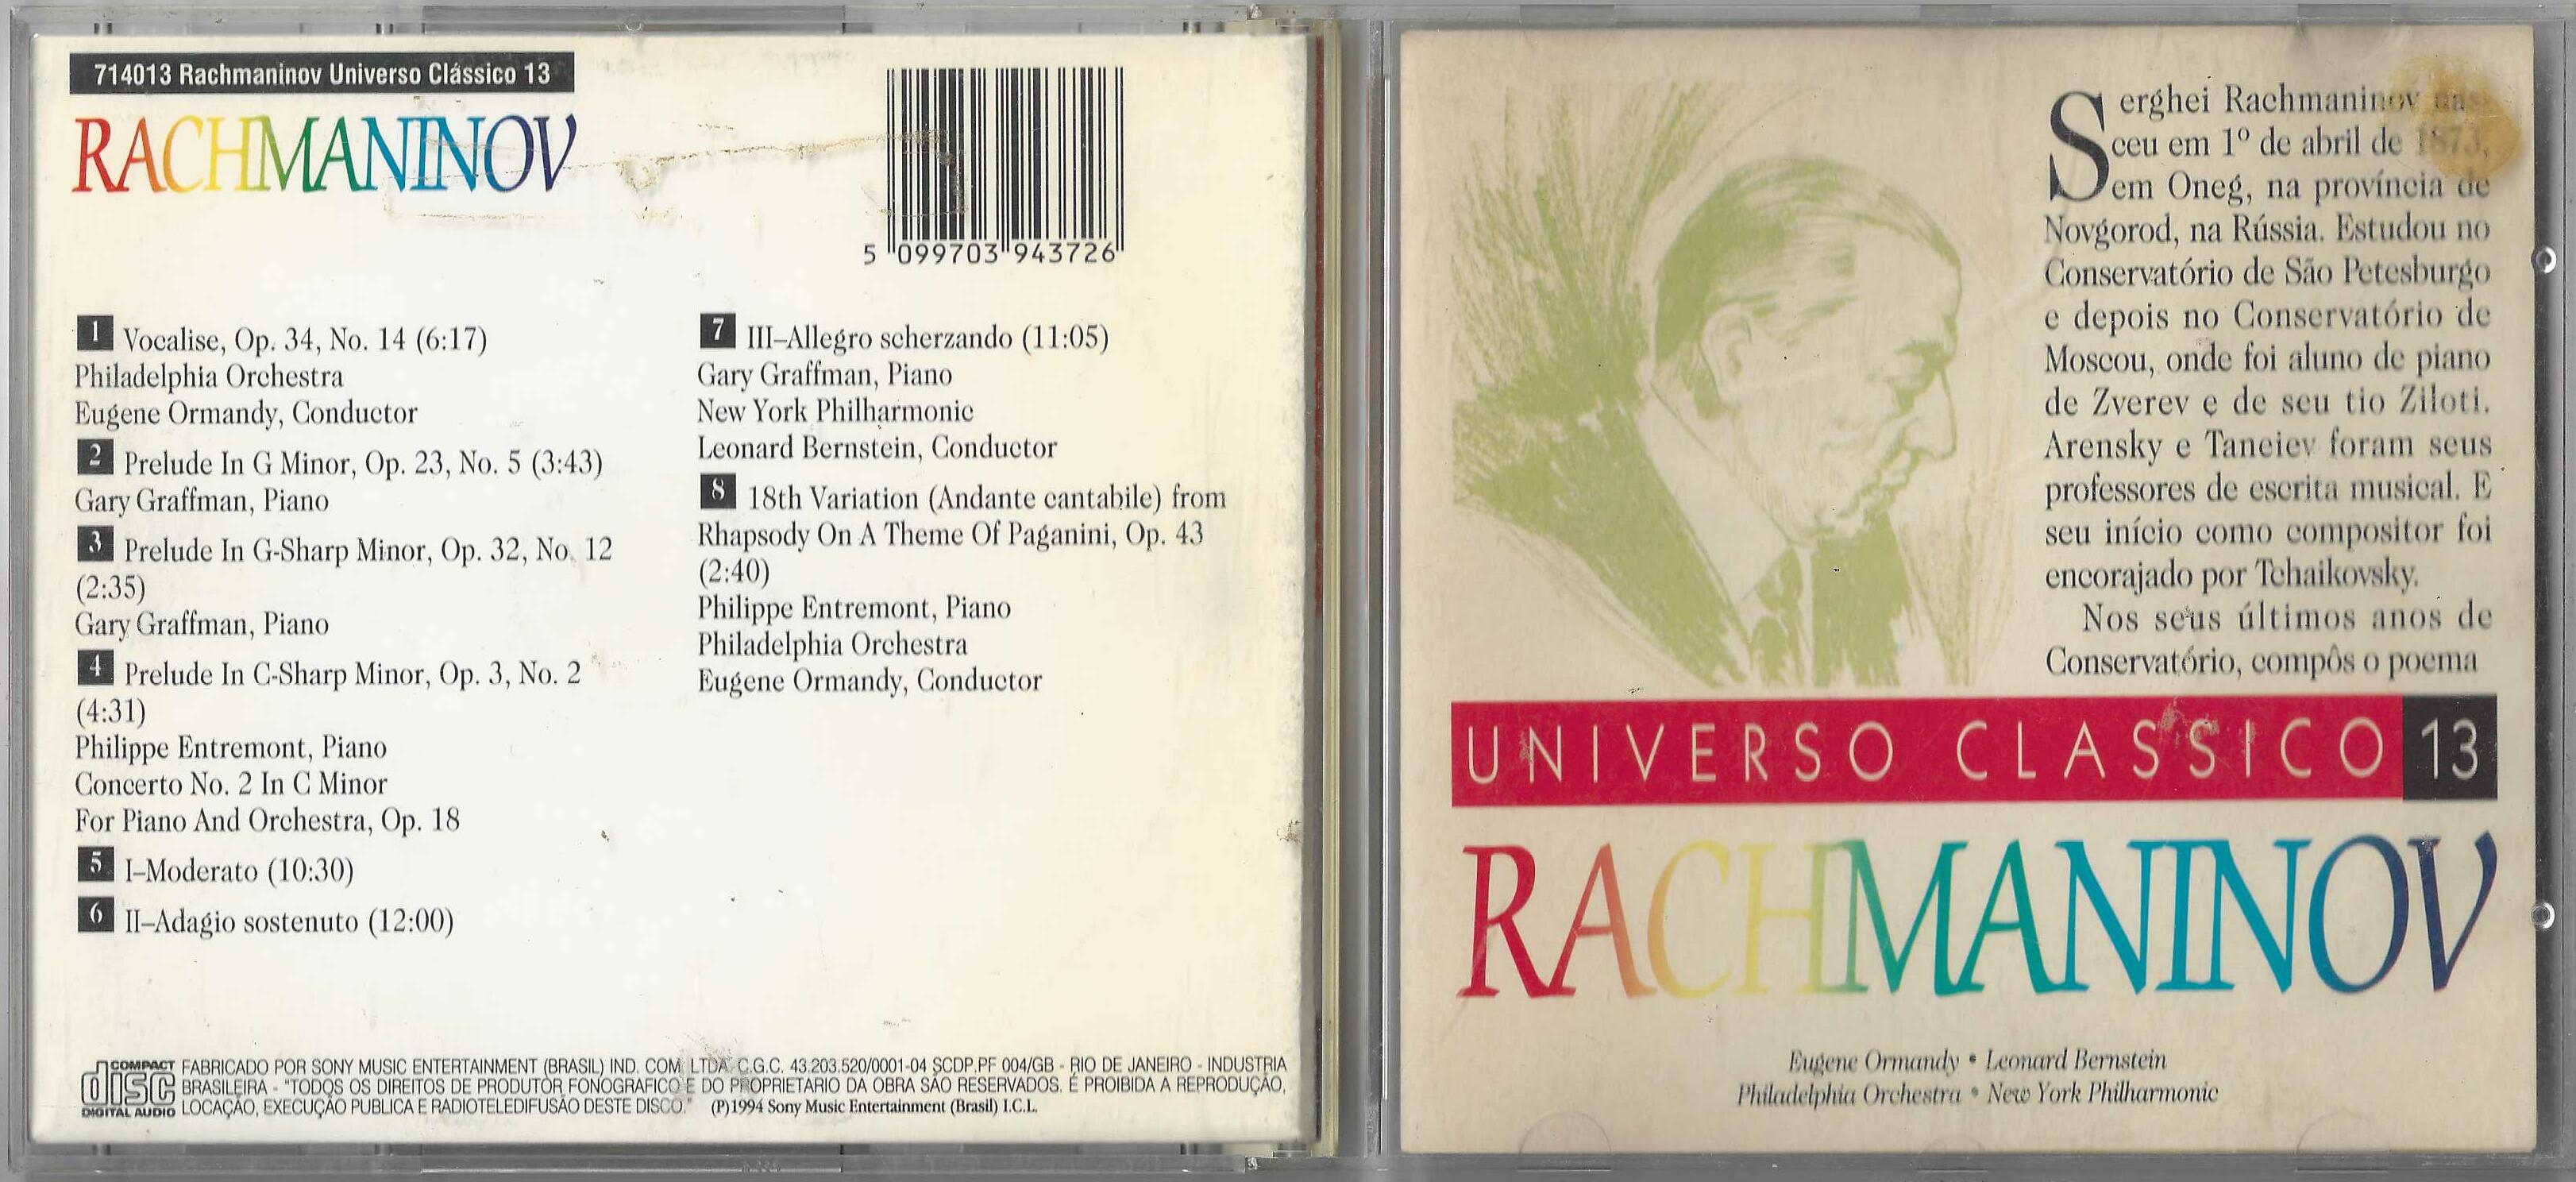 714013 Rachmaninov Universo Clássico 13
RACHMANINOV
5 099703 943726
1 Vocalise, Op. 34, No. 14 (6:17)
Philadelphia Orchestra
Eugene Ormandy, Conductor
2 Prelude In G Minor, Op. 23, No. 5 (3:43)
Gary Graffman, Piano
3 Prelude In G-Sharp Minor, Op. 32, No. 12
(2:35)
Gary Graffman, Piano
4 Prelude In C-Sharp Minor, Op. 3, No. 2
(4:31)
Philippe Entremont, Piano
Concerto No. 2 In C Minor
For Piano And Orchestra, Op. 18
5 I–Moderato (10:30)
6 II–Adagio sostenuto (12:00)
7 III–Allegro scherzando (11:05)
Gary Graffman, Piano
New York Philharmonic
Leonard Bernstein, Conductor
8 18th Variation (Andante cantabile) from
Rhapsody On A Theme Of Paganini, Op. 43
(2:40)
Philippe Entremont, Piano
Philadelphia Orchestra
Eugene Ormandy, Conductor
COMPACT
disc
DIGITAL AUDIO
FABRICADO POR SONY MUSIC ENTERTAINMENT (BRASIL) IND. COM. LTDA. C.G.C. 43.203.520/0001-04 SCDP.PF 004/GB - RIO DE JANEIRO - INDUSTRIA
BRASILEIRA - "TODOS OS DIREITOS DE PRODUTOR FONOGRAFICO E DO PROPRIETARIO DA OBRA SÃO RESERVADOS. É PROIBIDA A REPRODUÇÃO,
LOCAÇÃO, EXECUÇÃO PUBLICA E RADIOTELEDIFUSÃO DESTE DISCO." (P)1994 Sony Music Entertainment (Brasil) I.C.L.
Serghei Rachmaninov nas-
ceu em 1º de abril de 1873,
em Oneg, na província de
Novgorod, na Rússia. Estudou no
Conservatório de São Petesburgo
e depois no Conservatório de
Moscou, onde foi aluno de piano
de Zverev e de seu tio Ziloti.
Arensky e Taneiev foram seus
professores de escrita musical. E
seu início como compositor foi
encorajado por Tchaikovsky.
Nos seus últimos anos de
Conservatório, compôs o poema
UNIVERSO CLASSICO 13
RACHMANINOV
Eugene Ormandy • Leonard Bernstein
Philadelphia Orchestra • New York Philharmonic